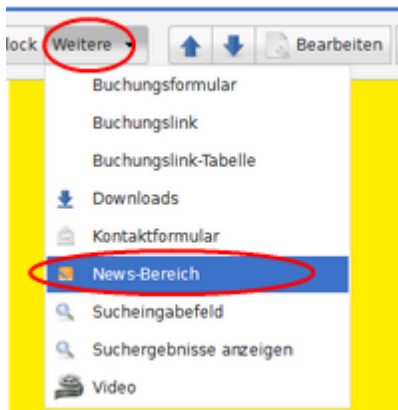 lock Weitere Bearbeiten
Buchungsformular
Buchungslink
Buchungslink-Tabelle
Downloads
Kontaktformular
News-Bereich
Sucheingabefeld
Suchergebnisse anzeigen
Video